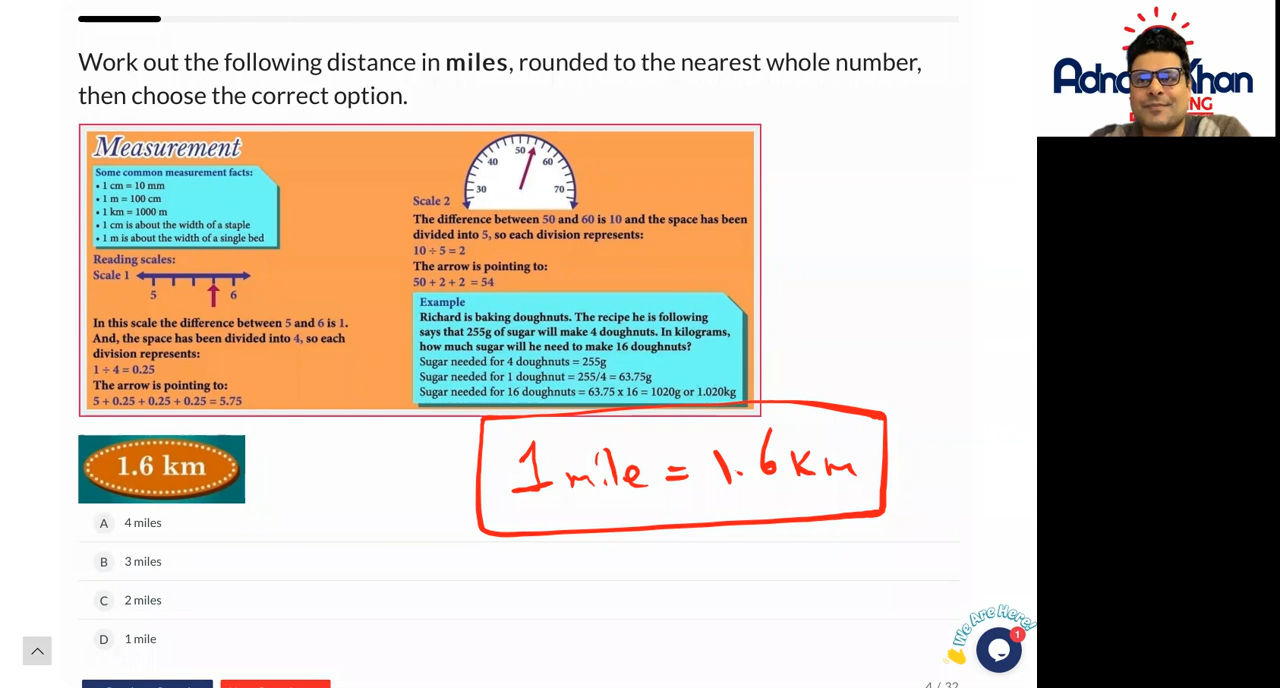 Work out the following distance in miles, rounded to the nearest whole number,
then choose the correct option.
Measurement
Some common measurement facts:
• 1 cm = 10 mm
• 1 m = 100 cm
• 1 km = 1000 m
• 1 cm is about the width of a staple
• 1 m is about the width of a single bed
Reading scales:
Scale 1
5 6
In this scale the difference between 5 and 6 is 1.
And, the space has been divided into 4, so each
division represents:
1 ÷ 4 = 0.25
The arrow is pointing to:
5 + 0.25 + 0.25 + 0.25 = 5.75
30 40 50 60 70
Scale 2
The difference between 50 and 60 is 10 and the space has been
divided into 5, so each division represents:
10 ÷ 5 = 2
The arrow is pointing to:
50 + 2 + 2 = 54
Example
Richard is baking doughnuts. The recipe he is following
says that 255g of sugar will make 4 doughnuts. In kilograms,
how much sugar will he need to make 16 doughnuts?
Sugar needed for 4 doughnuts = 255g
Sugar needed for 1 doughnut = 255/4 = 63.75g
Sugar needed for 16 doughnuts = 63.75 x 16 = 1020g or 1.020kg
1 mile = 1.6 km
1.6 km
A 4 miles
B 3 miles
C 2 miles
D 1 mile
We Are Here!
1
4 / 32
Khan